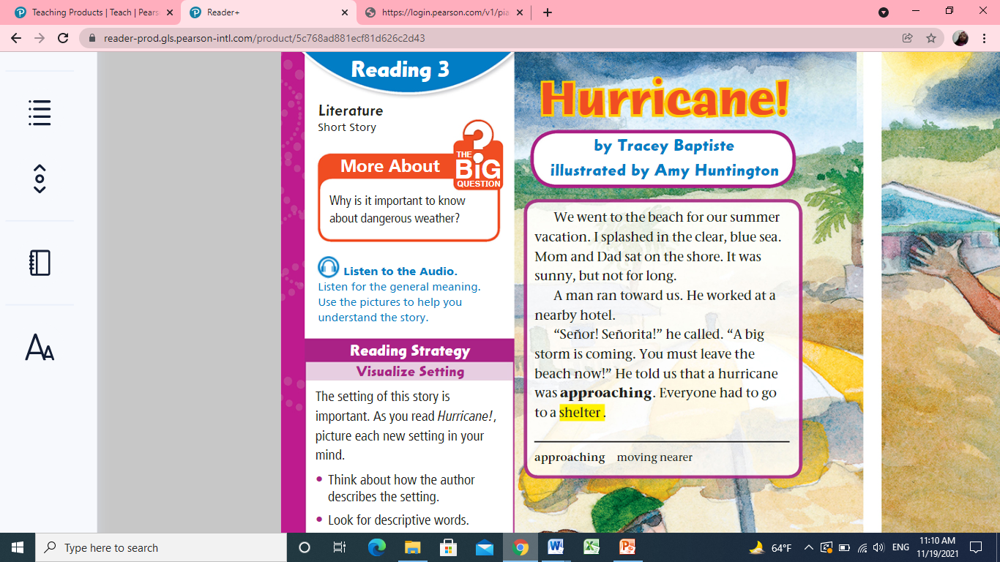 Teaching Products | Teach | Pears
Reader+
https://login.pearson.com/v1/pia
reader-prod.gls.pearson-intl.com/product/5c768ad881ecf81d626c2d43
Reading 3
Literature
Short Story
More About
THE
BiG
QUESTION
Why is it important to know
about dangerous weather?
Listen to the Audio.
Listen for the general meaning.
Use the pictures to help you
understand the story.
Reading Strategy
Visualize Setting
The setting of this story is
important. As you read Hurricane!,
picture each new setting in your
mind.
• Think about how the author
describes the setting.
• Look for descriptive words.
Hurricane!
by Tracey Baptiste
illustrated by Amy Huntington
We went to the beach for our summer
vacation. I splashed in the clear, blue sea.
Mom and Dad sat on the shore. It was
sunny, but not for long.
A man ran toward us. He worked at a
nearby hotel.
“Señor! Señorita!” he called. “A big
storm is coming. You must leave the
beach now!” He told us that a hurricane
was approaching. Everyone had to go
to a shelter .
approaching moving nearer
Type here to search
64°F
ENG
11:10 AM
11/19/2021